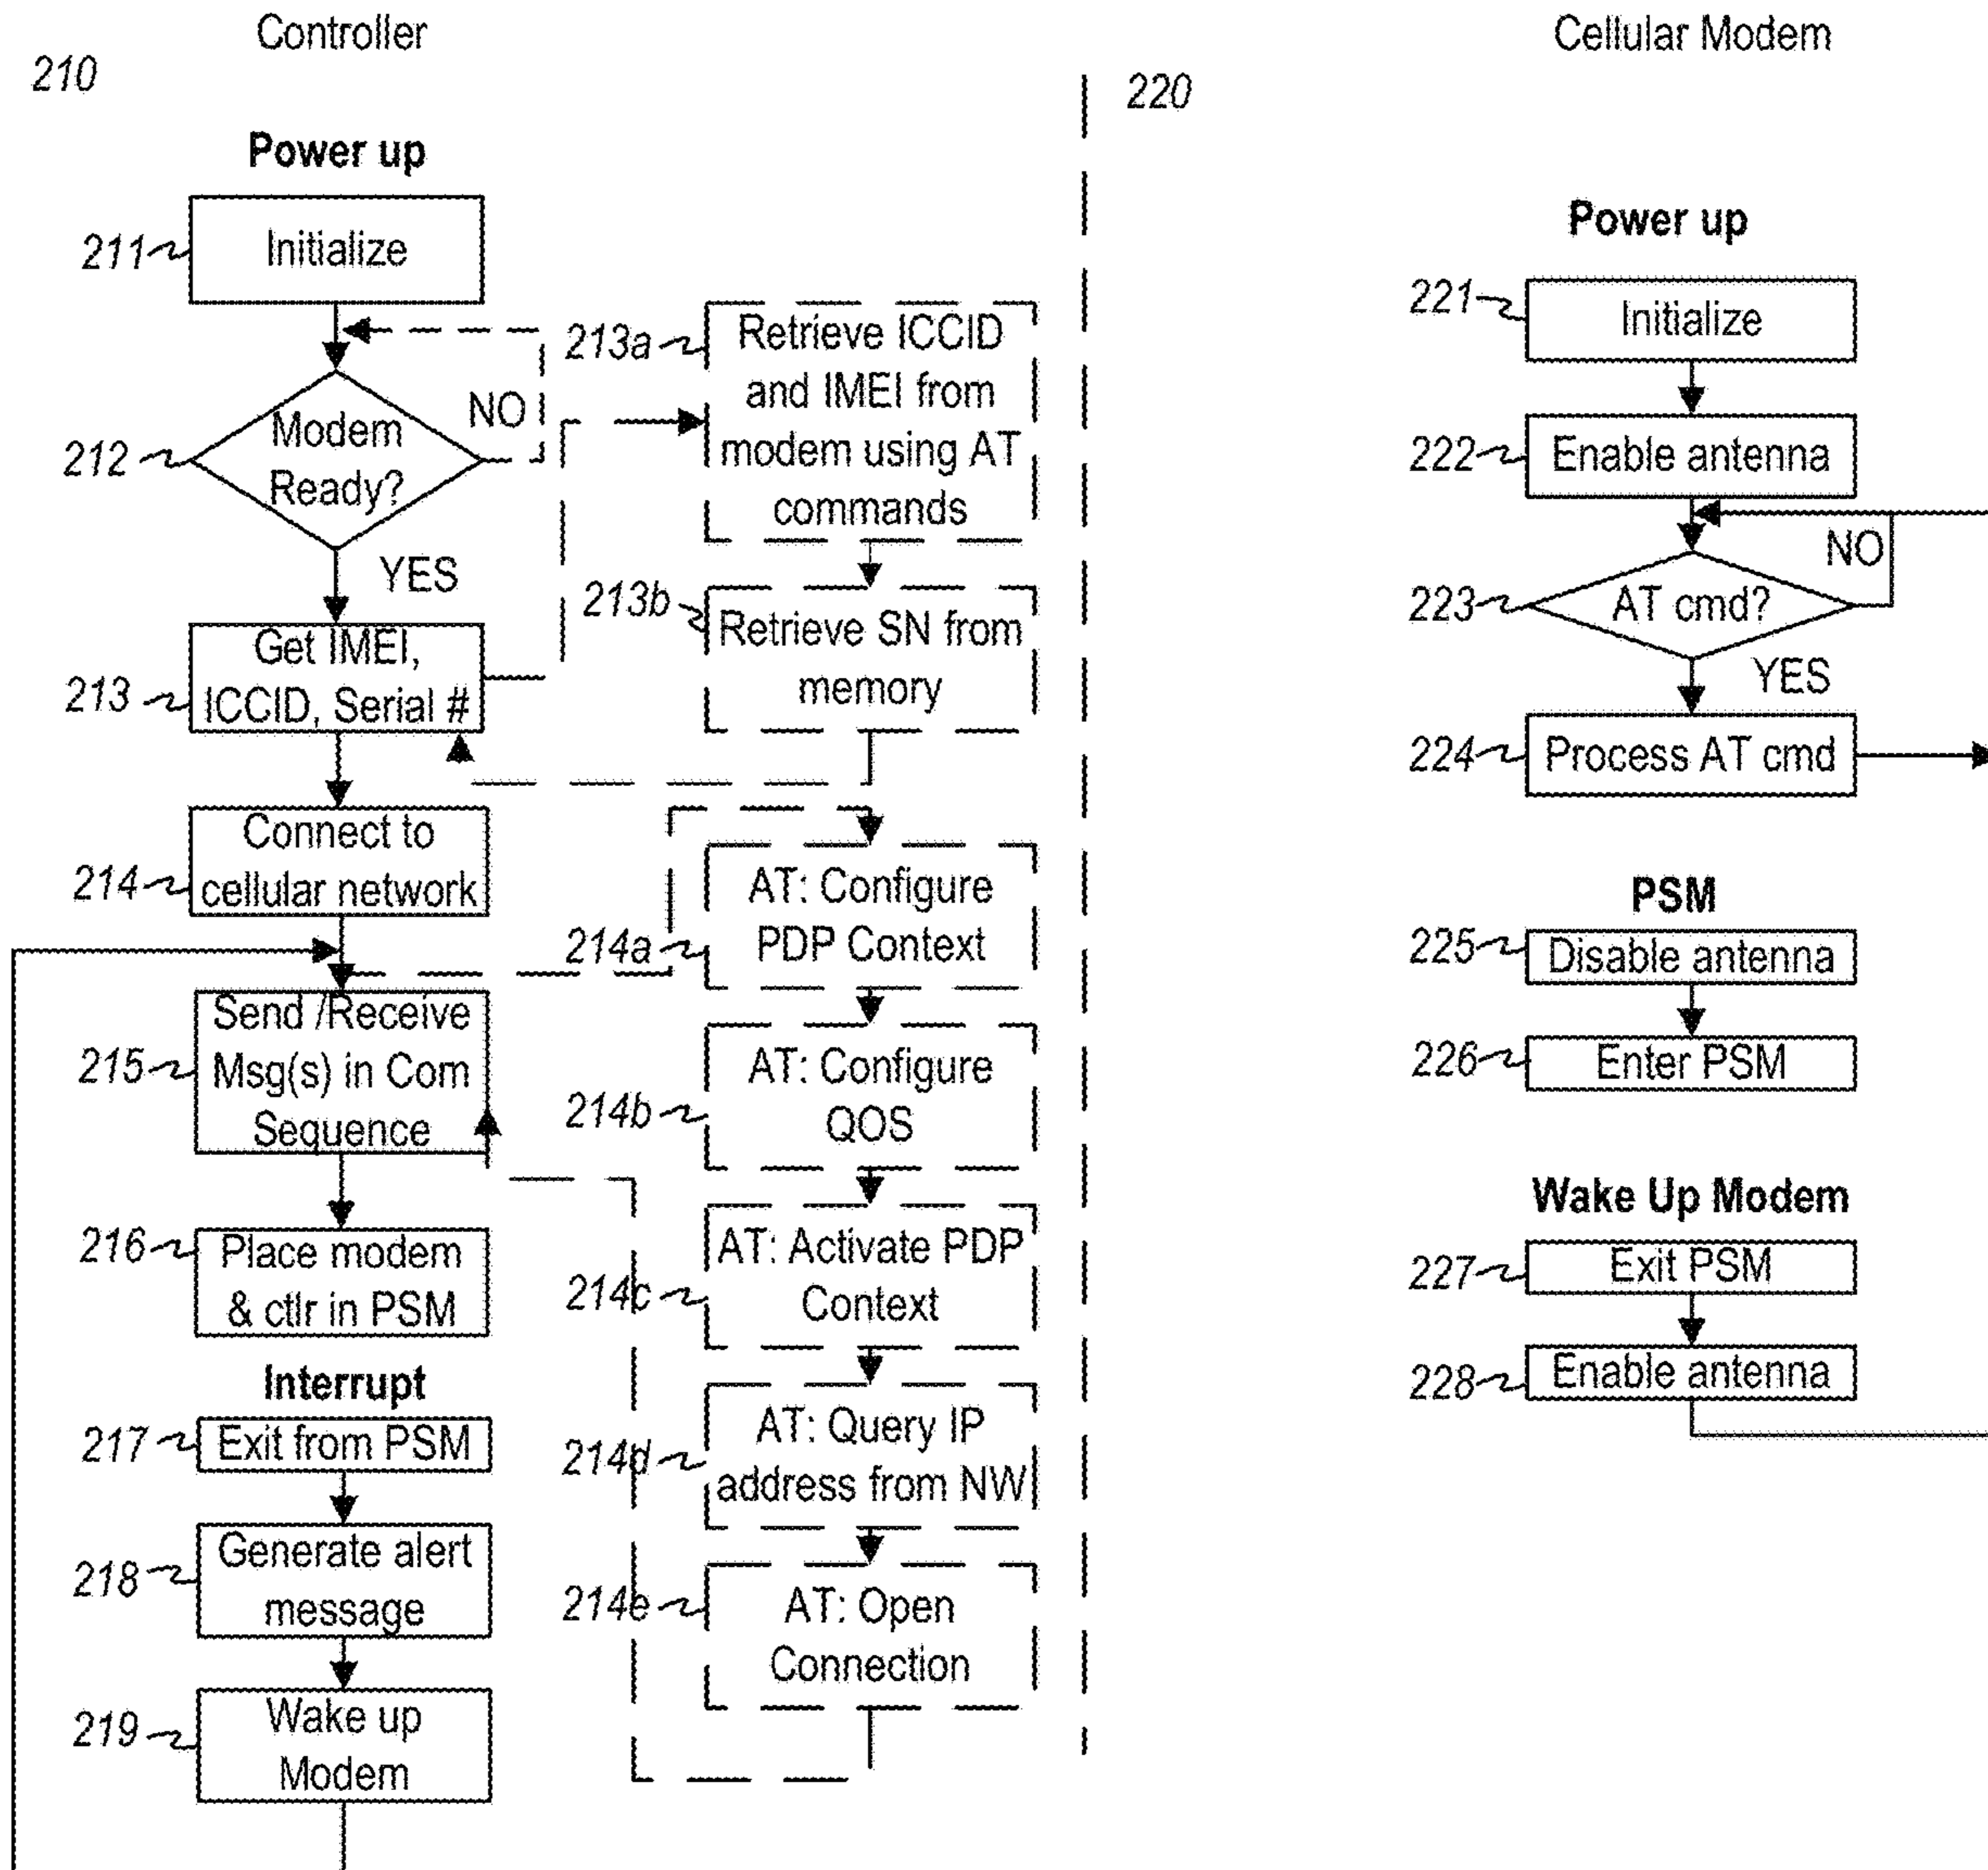 Controller
210
Power up
211
Initialize
212
Modem
Ready?
NO
YES
213
Get IMEI,
ICCID, Serial #
213a
Retrieve ICCID
and IMEI from
modem using AT
commands
213b
Retrieve SN from
memory
214
Connect to
cellular network
214a
AT: Configure
PDP Context
214b
AT: Configure
QOS
214c
AT: Activate PDP
Context
214d
AT: Query IP
address from NW
214e
AT: Open
Connection
215
Send /Receive
Msg(s) in Com
Sequence
216
Place modem
& ctlr in PSM
Interrupt
217
Exit from PSM
218
Generate alert
message
219
Wake up
Modem
Cellular Modem
220
Power up
221
Initialize
222
Enable antenna
223
AT cmd?
NO
YES
224
Process AT cmd
PSM
225
Disable antenna
226
Enter PSM
Wake Up Modem
227
Exit PSM
228
Enable antenna